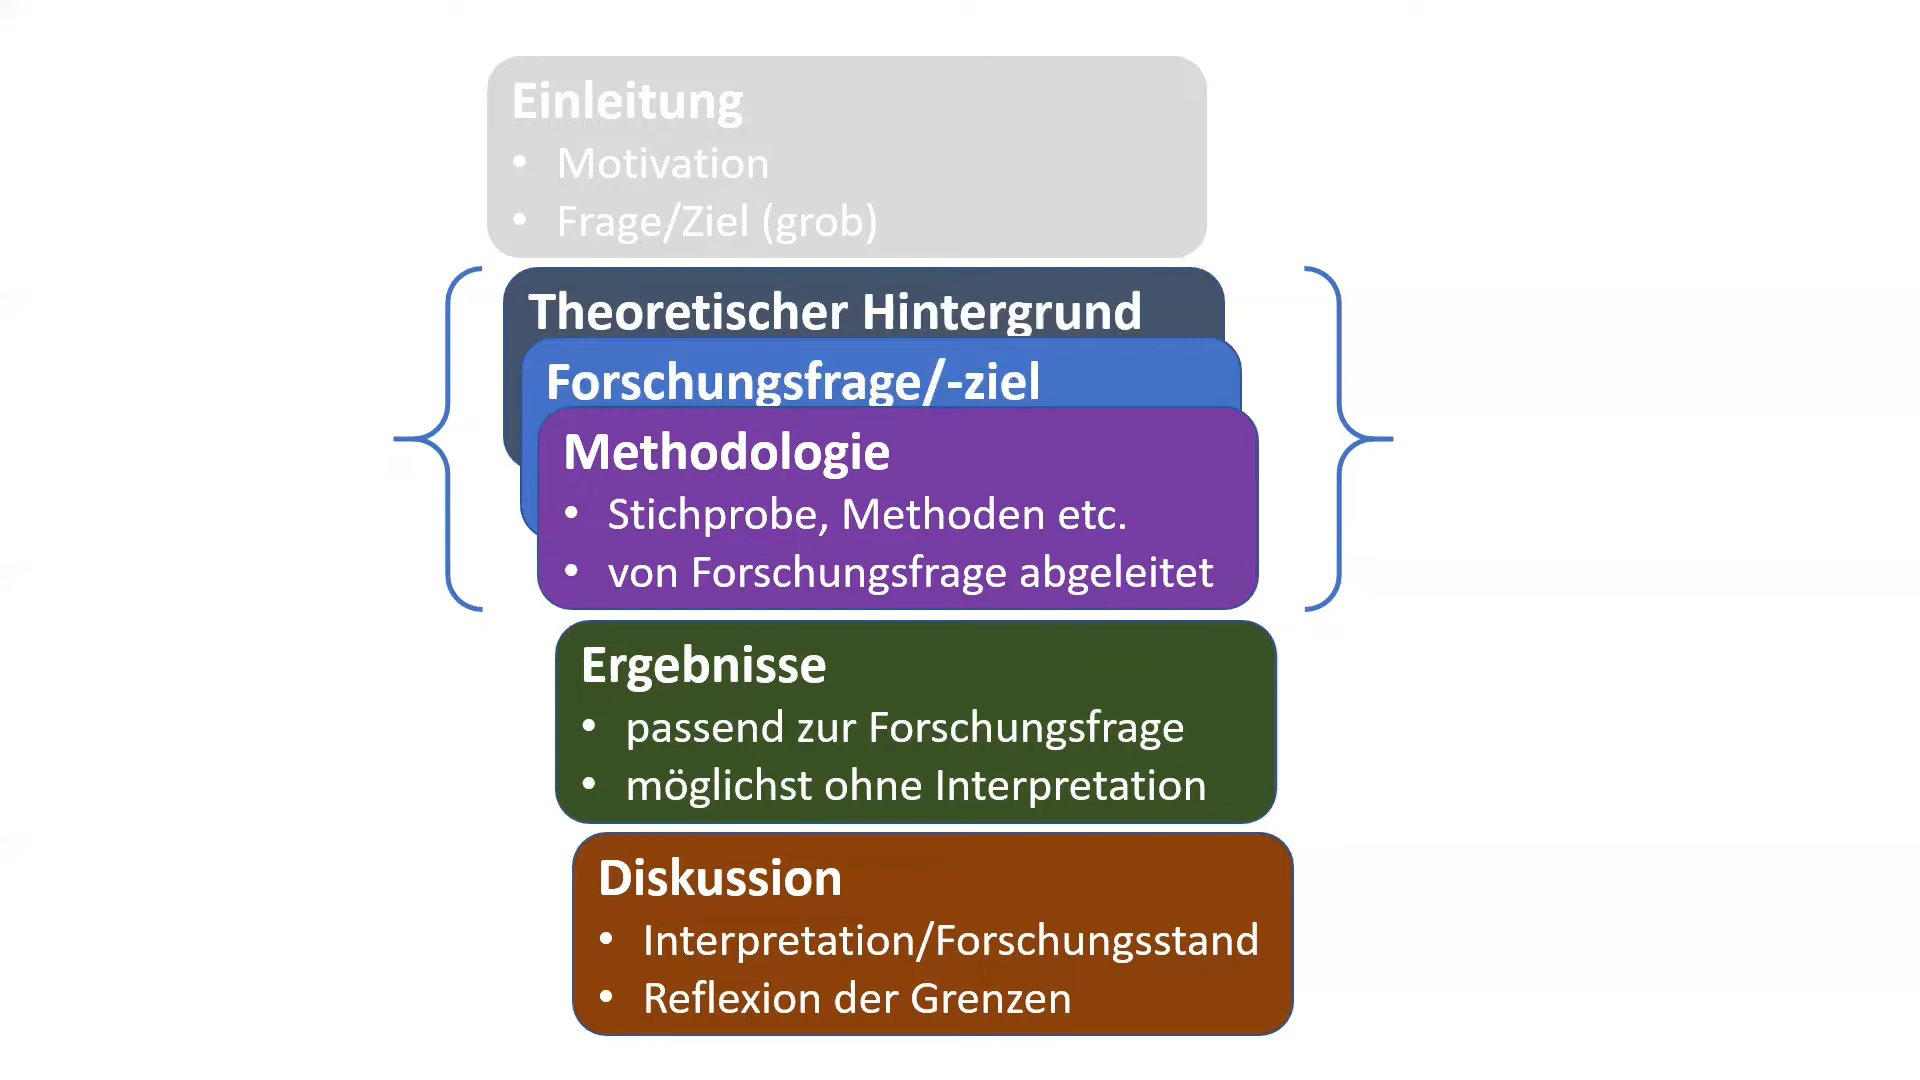 Einleitung
• Motivation
• Frage/Ziel (grob)
Theoretischer Hintergrund
Forschungsfrage/-ziel
Methodologie
• Stichprobe, Methoden etc.
• von Forschungsfrage abgeleitet
Ergebnisse
• passend zur Forschungsfrage
• möglichst ohne Interpretation
Diskussion
• Interpretation/Forschungsstand
• Reflexion der Grenzen